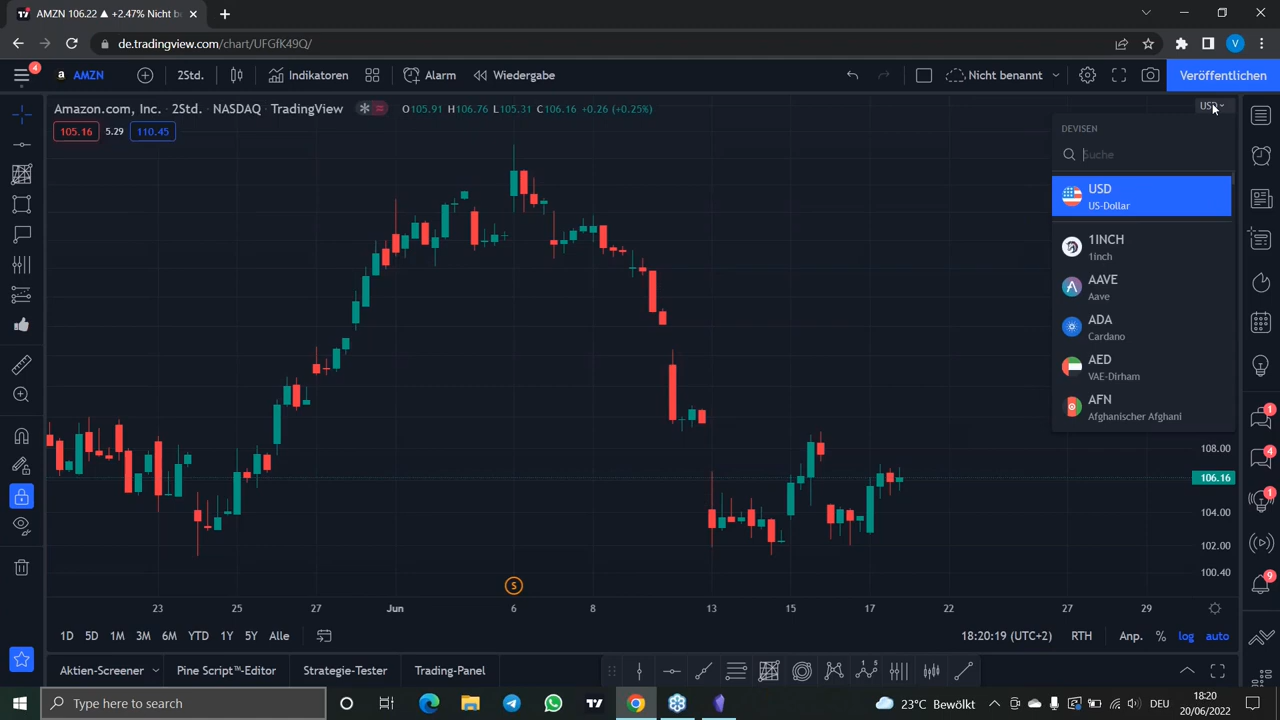 AMZN 106.22 ▲ +2.47% Nicht b
de.tradingview.com/chart/UFGfK49Q/
4
AMZN
2Std.
Indikatoren
Alarm
Wiedergabe
Nicht benannt
Veröffentlichen
Amazon.com, Inc. 2Std. NASDAQ TradingView
O105.91 H106.76 L105.31 C106.16 +0.26 (+0.25%)
USD
105.16 5.29 110.45
DEVISEN
Suche
USD
US-Dollar
1INCH
1inch
AAVE
Aave
ADA
Cardano
AED
VAE-Dirham
AFN
Afghanischer Afghani
108.00
106.16
104.00
102.00
100.40
1
4
1
9
S
23 25 27 Jun 6 8 13 15 17 22 27 29
1D 5D 1M 3M 6M YTD 1Y 5Y Alle
18:20:19 (UTC+2) RTH Anp. % log auto
Aktien-Screener Pine Script™-Editor Strategie-Tester Trading-Panel
Type here to search
23°C Bewölkt
DEU
18:20
20/06/2022
V